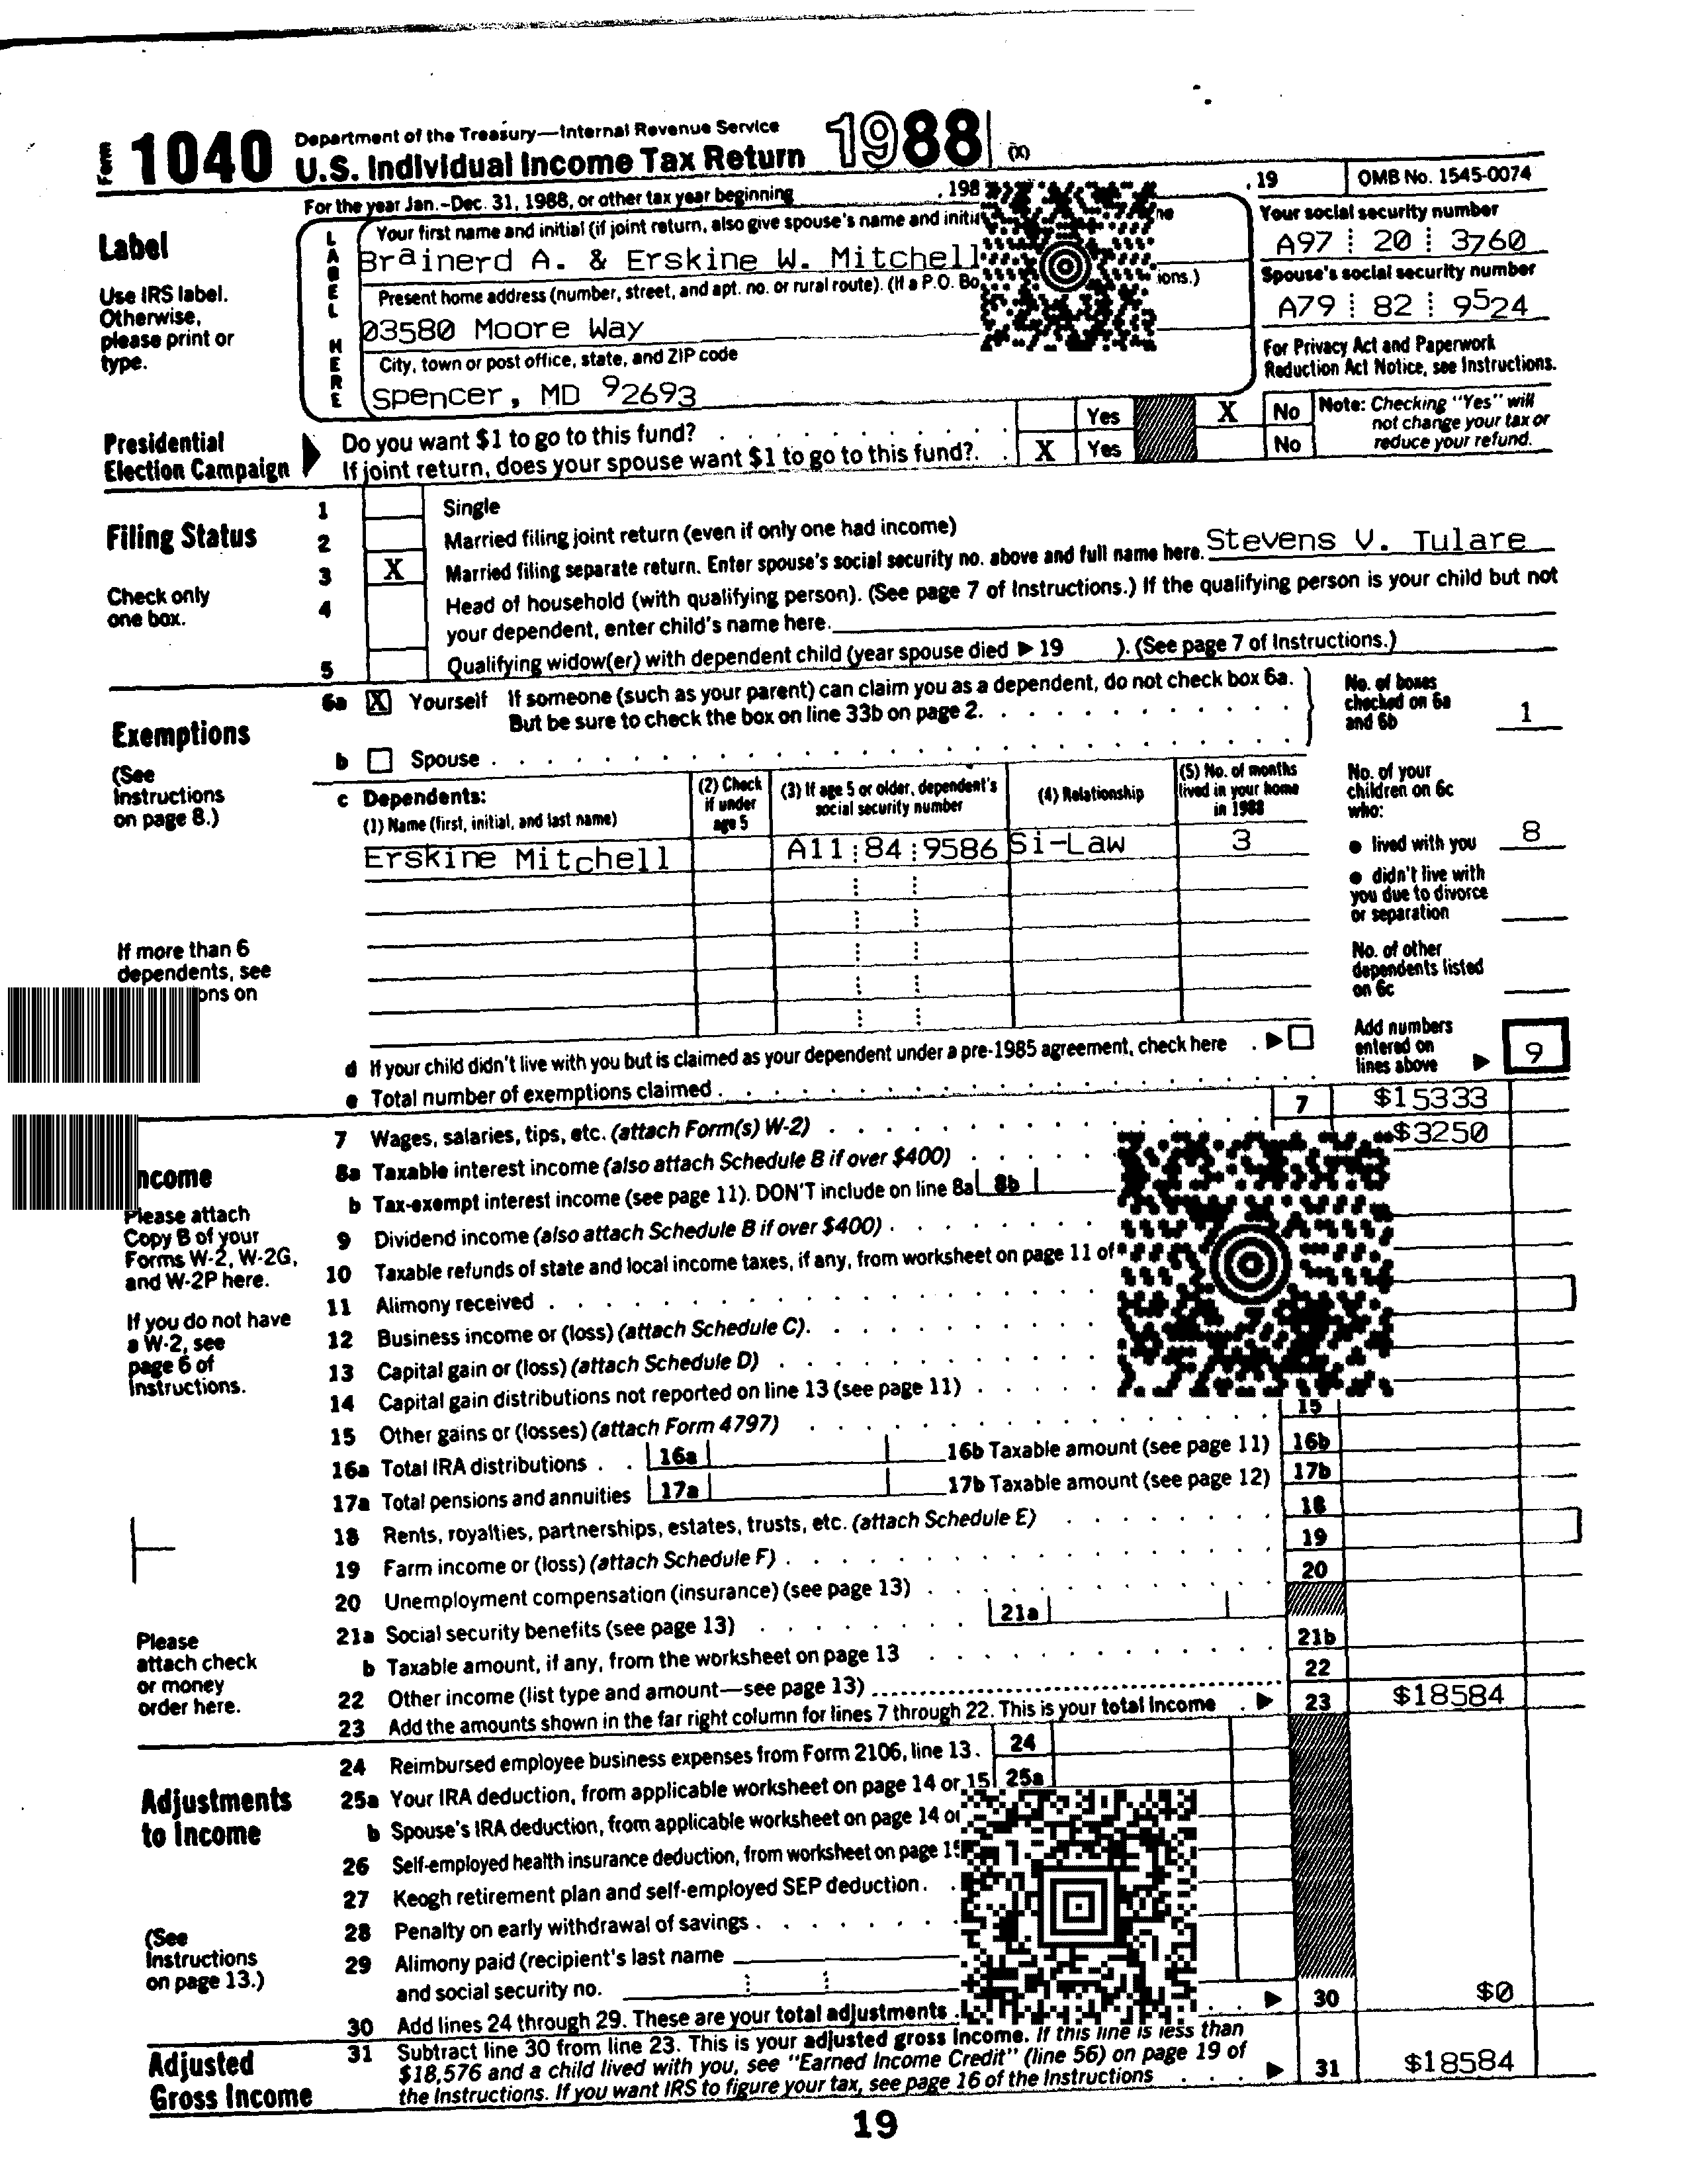 Form 1040 Department of the Treasury—Internal Revenue Service
U.S. Individual Income Tax Return 1988 (X)
For the year Jan.-Dec. 31, 1988, or other tax year beginning , 198 , 19 OMB No. 1545-0074
Label
Use IRS label.
Otherwise,
please print or
type.
LABEL HERE
Your first name and initial (if joint return, also give spouse's name and
Brainerd A. & Erskine W. Mitchell
Present home address (number, street, and apt. no. or rural route). (If a P.O.
03580 Moore Way
City, town or post office, state, and ZIP code
Spencer, MD 92693
Your social security number
A97 20 3760
Spouse's social security number
A79 82 9524
For Privacy Act and Paperwork
Reduction Act Notice, see Instructions.
Presidential
Election Campaign
Do you want $1 to go to this fund? Yes X No
If joint return, does your spouse want $1 to go to this fund? X Yes No
Note: Checking "Yes" will
not change your tax or
reduce your refund.
Filing Status
Check only
one box.
1 Single
2 Married filing joint return (even if only one had income)
3 X Married filing separate return. Enter spouse's social security no. above and full name here. Stevens V. Tulare
4 Head of household (with qualifying person). (See page 7 of Instructions.) If the qualifying person is your child but not
your dependent, enter child's name here.
5 Qualifying widow(er) with dependent child (year spouse died ▶ 19 ). (See page 7 of Instructions.)
Exemptions
(See
Instructions
on page 8.)
6a X Yourself If someone (such as your parent) can claim you as a dependent, do not check box 6a.
But be sure to check the box on line 33b on page 2.
b Spouse
No. of boxes
checked on 6a
and 6b 1
c Dependents:
(1) Name (first, initial, and last name)
(2) Check
if under
age 5
(3) If age 5 or older, dependent's
social security number
(4) Relationship
(5) No. of months
lived in your home
in 1988
Erskine Mitchell A11 84 9586 Si-Law 3
No. of your
children on 6c
who:
● lived with you 8
● didn't live with
you due to divorce
or separation
No. of other
dependents listed
on 6c
If more than 6
dependents, see
ons on
d If your child didn't live with you but is claimed as your dependent under a pre-1985 agreement, check here . ▶
e Total number of exemptions claimed
Add numbers
entered on
lines above ▶ 9
ncome
Please attach
Copy B of your
Forms W-2, W-2G,
and W-2P here.
If you do not have
a W-2, see
page 6 of
Instructions.
Please
attach check
or money
order here.
7 Wages, salaries, tips, etc. (attach Form(s) W-2) 7 $15333
8a Taxable interest income (also attach Schedule B if over $400) $3250
b Tax-exempt interest income (see page 11). DON'T include on line 8a 8b
9 Dividend income (also attach Schedule B if over $400)
10 Taxable refunds of state and local income taxes, if any, from worksheet on page 11 of
11 Alimony received
12 Business income or (loss) (attach Schedule C).
13 Capital gain or (loss) (attach Schedule D)
14 Capital gain distributions not reported on line 13 (see page 11)
15 Other gains or (losses) (attach Form 4797) 15
16a Total IRA distributions 16a 16b Taxable amount (see page 11) 16b
17a Total pensions and annuities 17a 17b Taxable amount (see page 12) 17b
18 Rents, royalties, partnerships, estates, trusts, etc. (attach Schedule E) 18
19 Farm income or (loss) (attach Schedule F) 19
20 Unemployment compensation (insurance) (see page 13) 20
21a Social security benefits (see page 13) 21a
b Taxable amount, if any, from the worksheet on page 13 21b
22 Other income (list type and amount—see page 13) 22
23 Add the amounts shown in the far right column for lines 7 through 22. This is your total income ▶ 23 $18584
Adjustments
to Income
(See
Instructions
on page 13.)
24 Reimbursed employee business expenses from Form 2106, line 13. 24
25a Your IRA deduction, from applicable worksheet on page 14 or 15 25a
b Spouse's IRA deduction, from applicable worksheet on page 14
26 Self-employed health insurance deduction, from worksheet on page
27 Keogh retirement plan and self-employed SEP deduction.
28 Penalty on early withdrawal of savings
29 Alimony paid (recipient's last name
and social security no.
30 Add lines 24 through 29. These are your total adjustments ▶ 30 $0
Adjusted
Gross Income
31 Subtract line 30 from line 23. This is your adjusted gross income. If this line is less than
$18,576 and a child lived with you, see "Earned Income Credit" (line 56) on page 19 of
the Instructions. If you want IRS to figure your tax, see page 16 of the Instructions ▶ 31 $18584
19